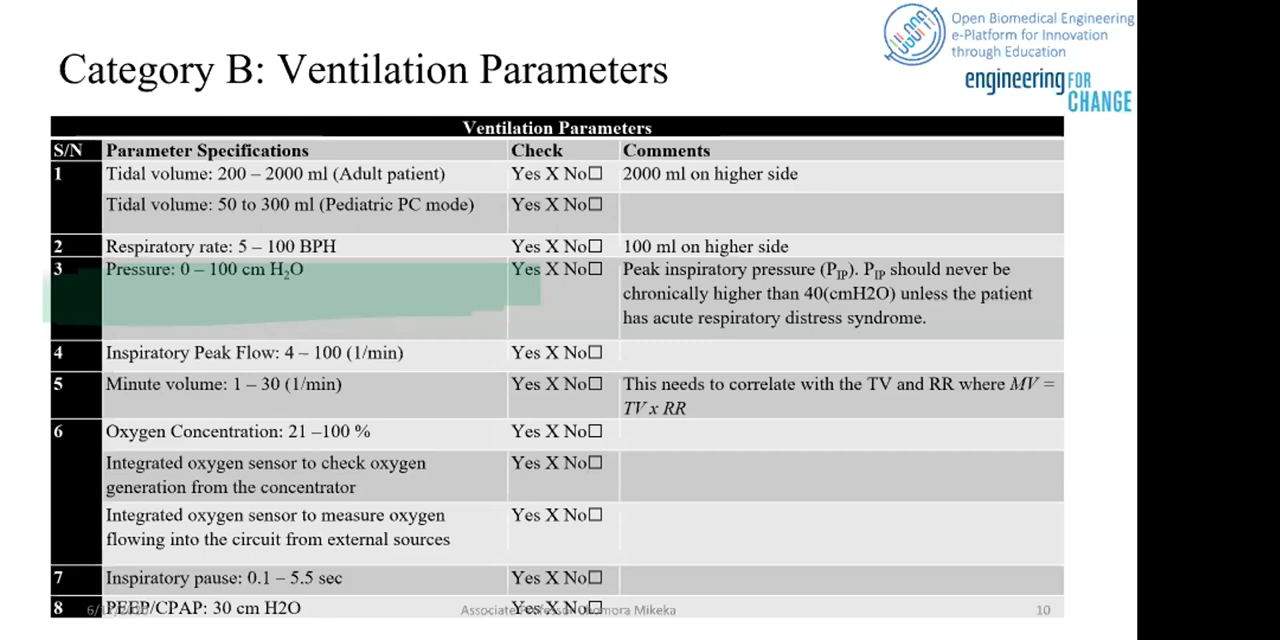 Open Biomedical Engineering
e-Platform for Innovation
through Education
engineering FOR
CHANGE
Category B: Ventilation Parameters
Ventilation Parameters
S/N Parameter Specifications Check Comments
1 Tidal volume: 200 – 2000 ml (Adult patient) Yes X No☐ 2000 ml on higher side
Tidal volume: 50 to 300 ml (Pediatric PC mode) Yes X No☐
2 Respiratory rate: 5 – 100 BPH Yes X No☐ 100 ml on higher side
3 Pressure: 0 – 100 cm H₂O Yes X No☐ Peak inspiratory pressure (PIP). PIP should never be
chronically higher than 40(cmH2O) unless the patient
has acute respiratory distress syndrome.
4 Inspiratory Peak Flow: 4 – 100 (1/min) Yes X No☐
5 Minute volume: 1 – 30 (1/min) Yes X No☐ This needs to correlate with the TV and RR where MV =
TV x RR
6 Oxygen Concentration: 21 –100 % Yes X No☐
Integrated oxygen sensor to check oxygen Yes X No☐
generation from the concentrator
Integrated oxygen sensor to measure oxygen Yes X No☐
flowing into the circuit from external sources
7 Inspiratory pause: 0.1 – 5.5 sec Yes X No☐
8 PEEP/CPAP: 30 cm H2O Yes X No☐
Associate Mikeka 10